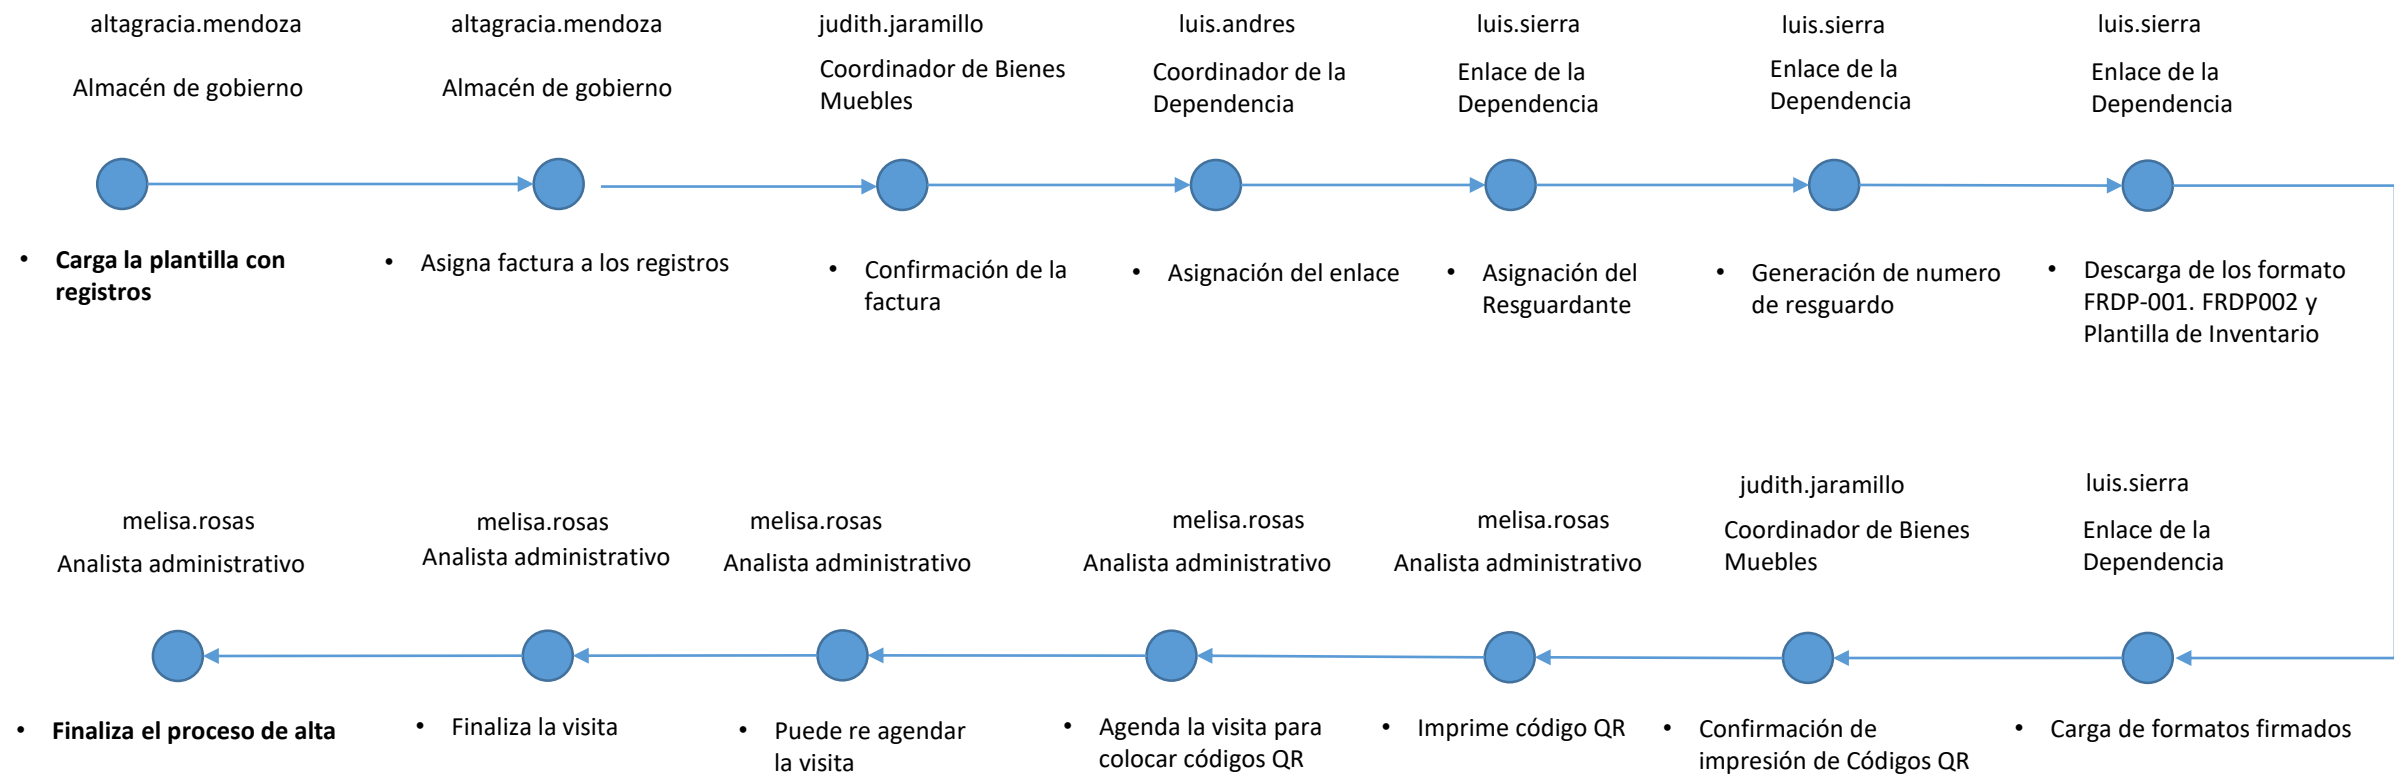 altagracia.mendoza
altagracia.mendoza
judith.jaramillo
luis.andres
luis.sierra
luis.sierra
luis.sierra
Almacén de gobierno
Almacén de gobierno
Coordinador de Bienes
Muebles
Coordinador de la
Dependencia
Enlace de la
Dependencia
Enlace de la
Dependencia
Enlace de la
Dependencia
• Carga la plantilla con
registros
• Asigna factura a los registros
• Confirmación de la
factura
• Asignación del enlace
• Asignación del
Resguardante
• Generación de numero
de resguardo
• Descarga de los formato
FRDP-001. FRDP002 y
Plantilla de Inventario
melisa.rosas
melisa.rosas
melisa.rosas
melisa.rosas
melisa.rosas
judith.jaramillo
luis.sierra
Analista administrativo
Analista administrativo
Analista administrativo
Analista administrativo
Analista administrativo
Coordinador de Bienes
Muebles
Enlace de la
Dependencia
• Finaliza el proceso de alta
• Finaliza la visita
• Puede re agendar
la visita
• Agenda la visita para
colocar códigos QR
• Imprime código QR
• Confirmación de
impresión de Códigos QR
• Carga de formatos firmados